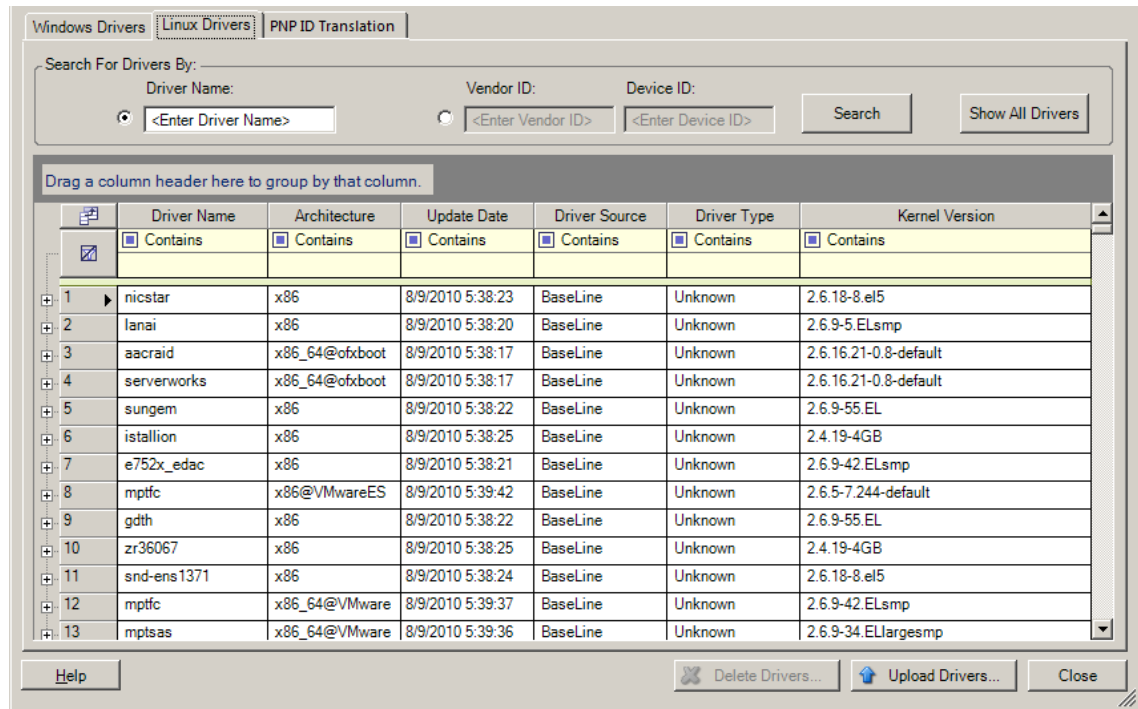 Windows Drivers Linux Drivers PNP ID Translation
Search For Drivers By:
Driver Name: Vendor ID: Device ID:
<Enter Driver Name> <Enter Vendor ID> <Enter Device ID> Search Show All Drivers
Drag a column header here to group by that column.
Driver Name Architecture Update Date Driver Source Driver Type Kernel Version
Contains Contains Contains Contains Contains Contains
1 nicstar x86 8/9/2010 5:38:23 BaseLine Unknown 2.6.18-8.el5
2 lanai x86 8/9/2010 5:38:20 BaseLine Unknown 2.6.9-5.ELsmp
3 aacraid x86_64@ofxboot 8/9/2010 5:38:17 BaseLine Unknown 2.6.16.21-0.8-default
4 serverworks x86_64@ofxboot 8/9/2010 5:38:17 BaseLine Unknown 2.6.16.21-0.8-default
5 sungem x86 8/9/2010 5:38:22 BaseLine Unknown 2.6.9-55.EL
6 istallion x86 8/9/2010 5:38:25 BaseLine Unknown 2.4.19-4GB
7 e752x_edac x86 8/9/2010 5:38:21 BaseLine Unknown 2.6.9-42.ELsmp
8 mptfc x86@VMwareES 8/9/2010 5:39:42 BaseLine Unknown 2.6.5-7.244-default
9 gdth x86 8/9/2010 5:38:22 BaseLine Unknown 2.6.9-55.EL
10 zr36067 x86 8/9/2010 5:38:25 BaseLine Unknown 2.4.19-4GB
11 snd-ens1371 x86 8/9/2010 5:38:24 BaseLine Unknown 2.6.18-8.el5
12 mptfc x86_64@VMware 8/9/2010 5:39:37 BaseLine Unknown 2.6.9-42.ELsmp
13 mptsas x86_64@VMware 8/9/2010 5:39:36 BaseLine Unknown 2.6.9-34.ELlargesmp
Help Delete Drivers... Upload Drivers... Close